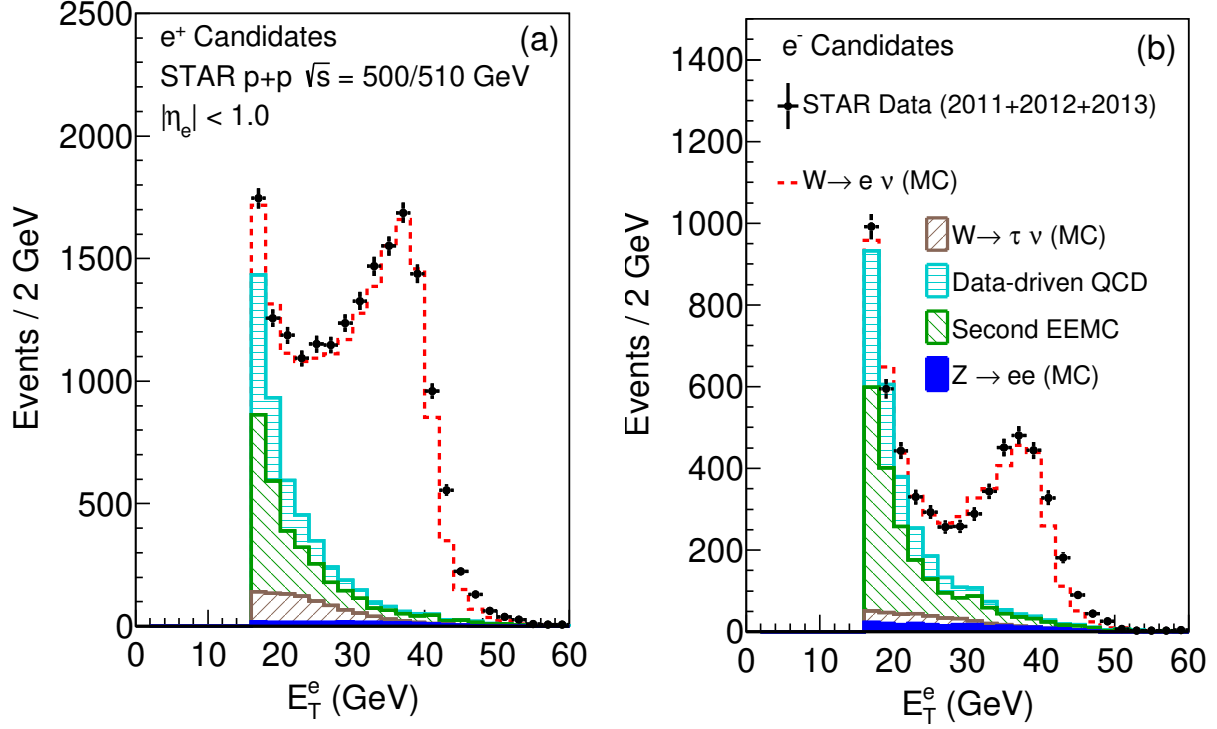 e⁺ Candidates
(a)
STAR p+p √s = 500/510 GeV
|ηₑ| < 1.0
Events / 2 GeV
2500
2000
1500
1000
500
0
0 10 20 30 40 50 60
E_T^e (GeV)
e⁻ Candidates
(b)
STAR Data (2011+2012+2013)
W→ e ν (MC)
W→ τ ν (MC)
Data-driven QCD
Second EEMC
Z → ee (MC)
Events / 2 GeV
1400
1200
1000
800
600
400
200
0
0 10 20 30 40 50 60
E_T^e (GeV)